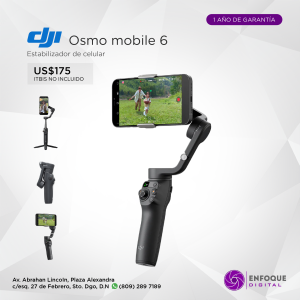 1 AÑO DE GARANTÍA
dji Osmo mobile 6
Estabilizador de celular
US$175
ITBIS NO INCLUIDO
Av. Abrahan Lincoln, Plaza Alexandra
c/esq. 27 de Febrero, Sto. Dgo, D.N (809) 289 7189
ENFOQUE
DIGITAL